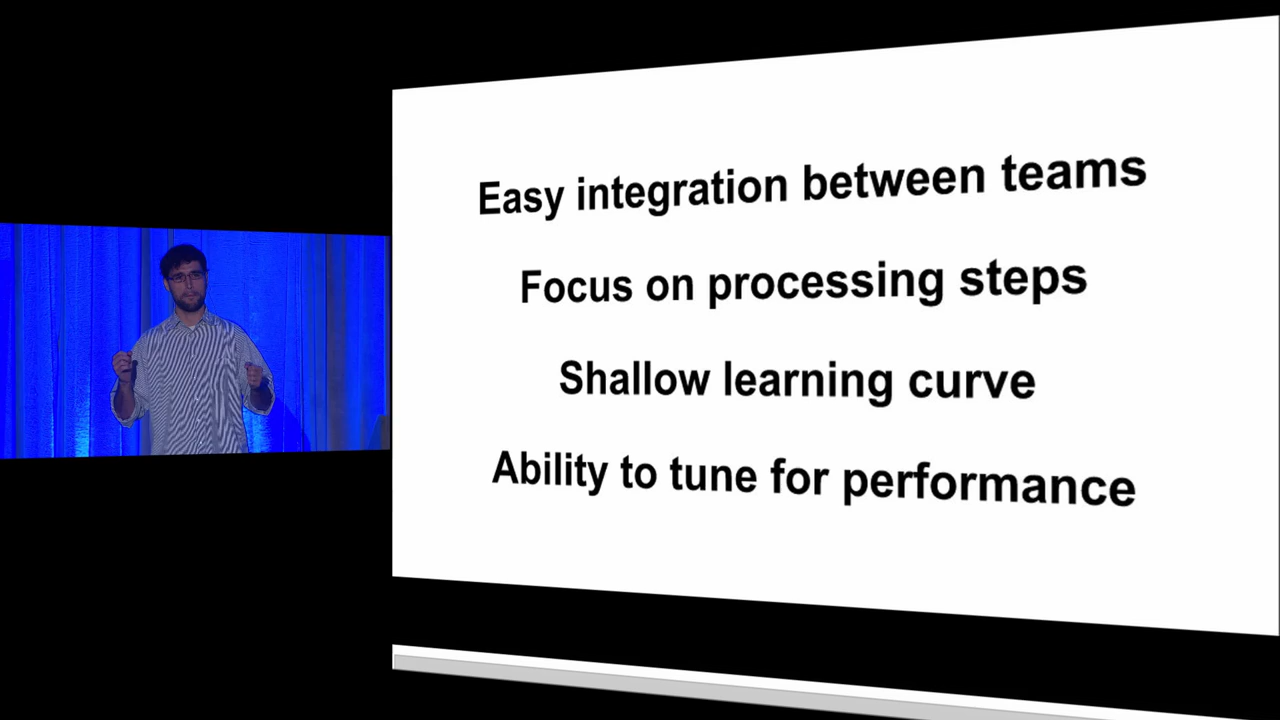 Easy integration between teams
Focus on processing steps
Shallow learning curve
Ability to tune for performance